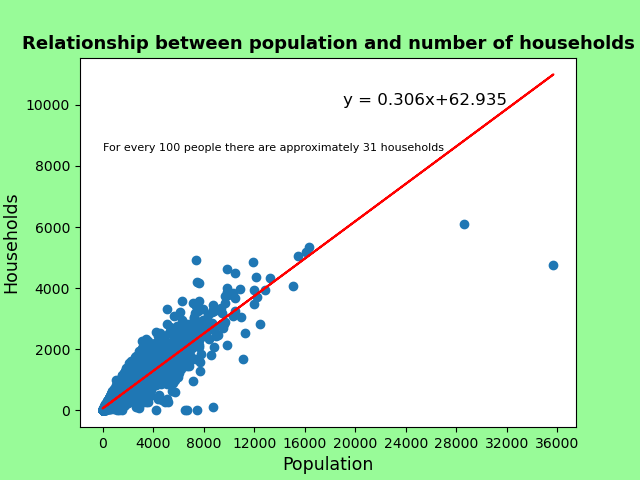 Relationship between population and number of households
y = 0.306x+62.935
For every 100 people there are approximately 31 households
Households
10000
8000
6000
4000
2000
0
0 4000 8000 12000 16000 20000 24000 28000 32000 36000
Population